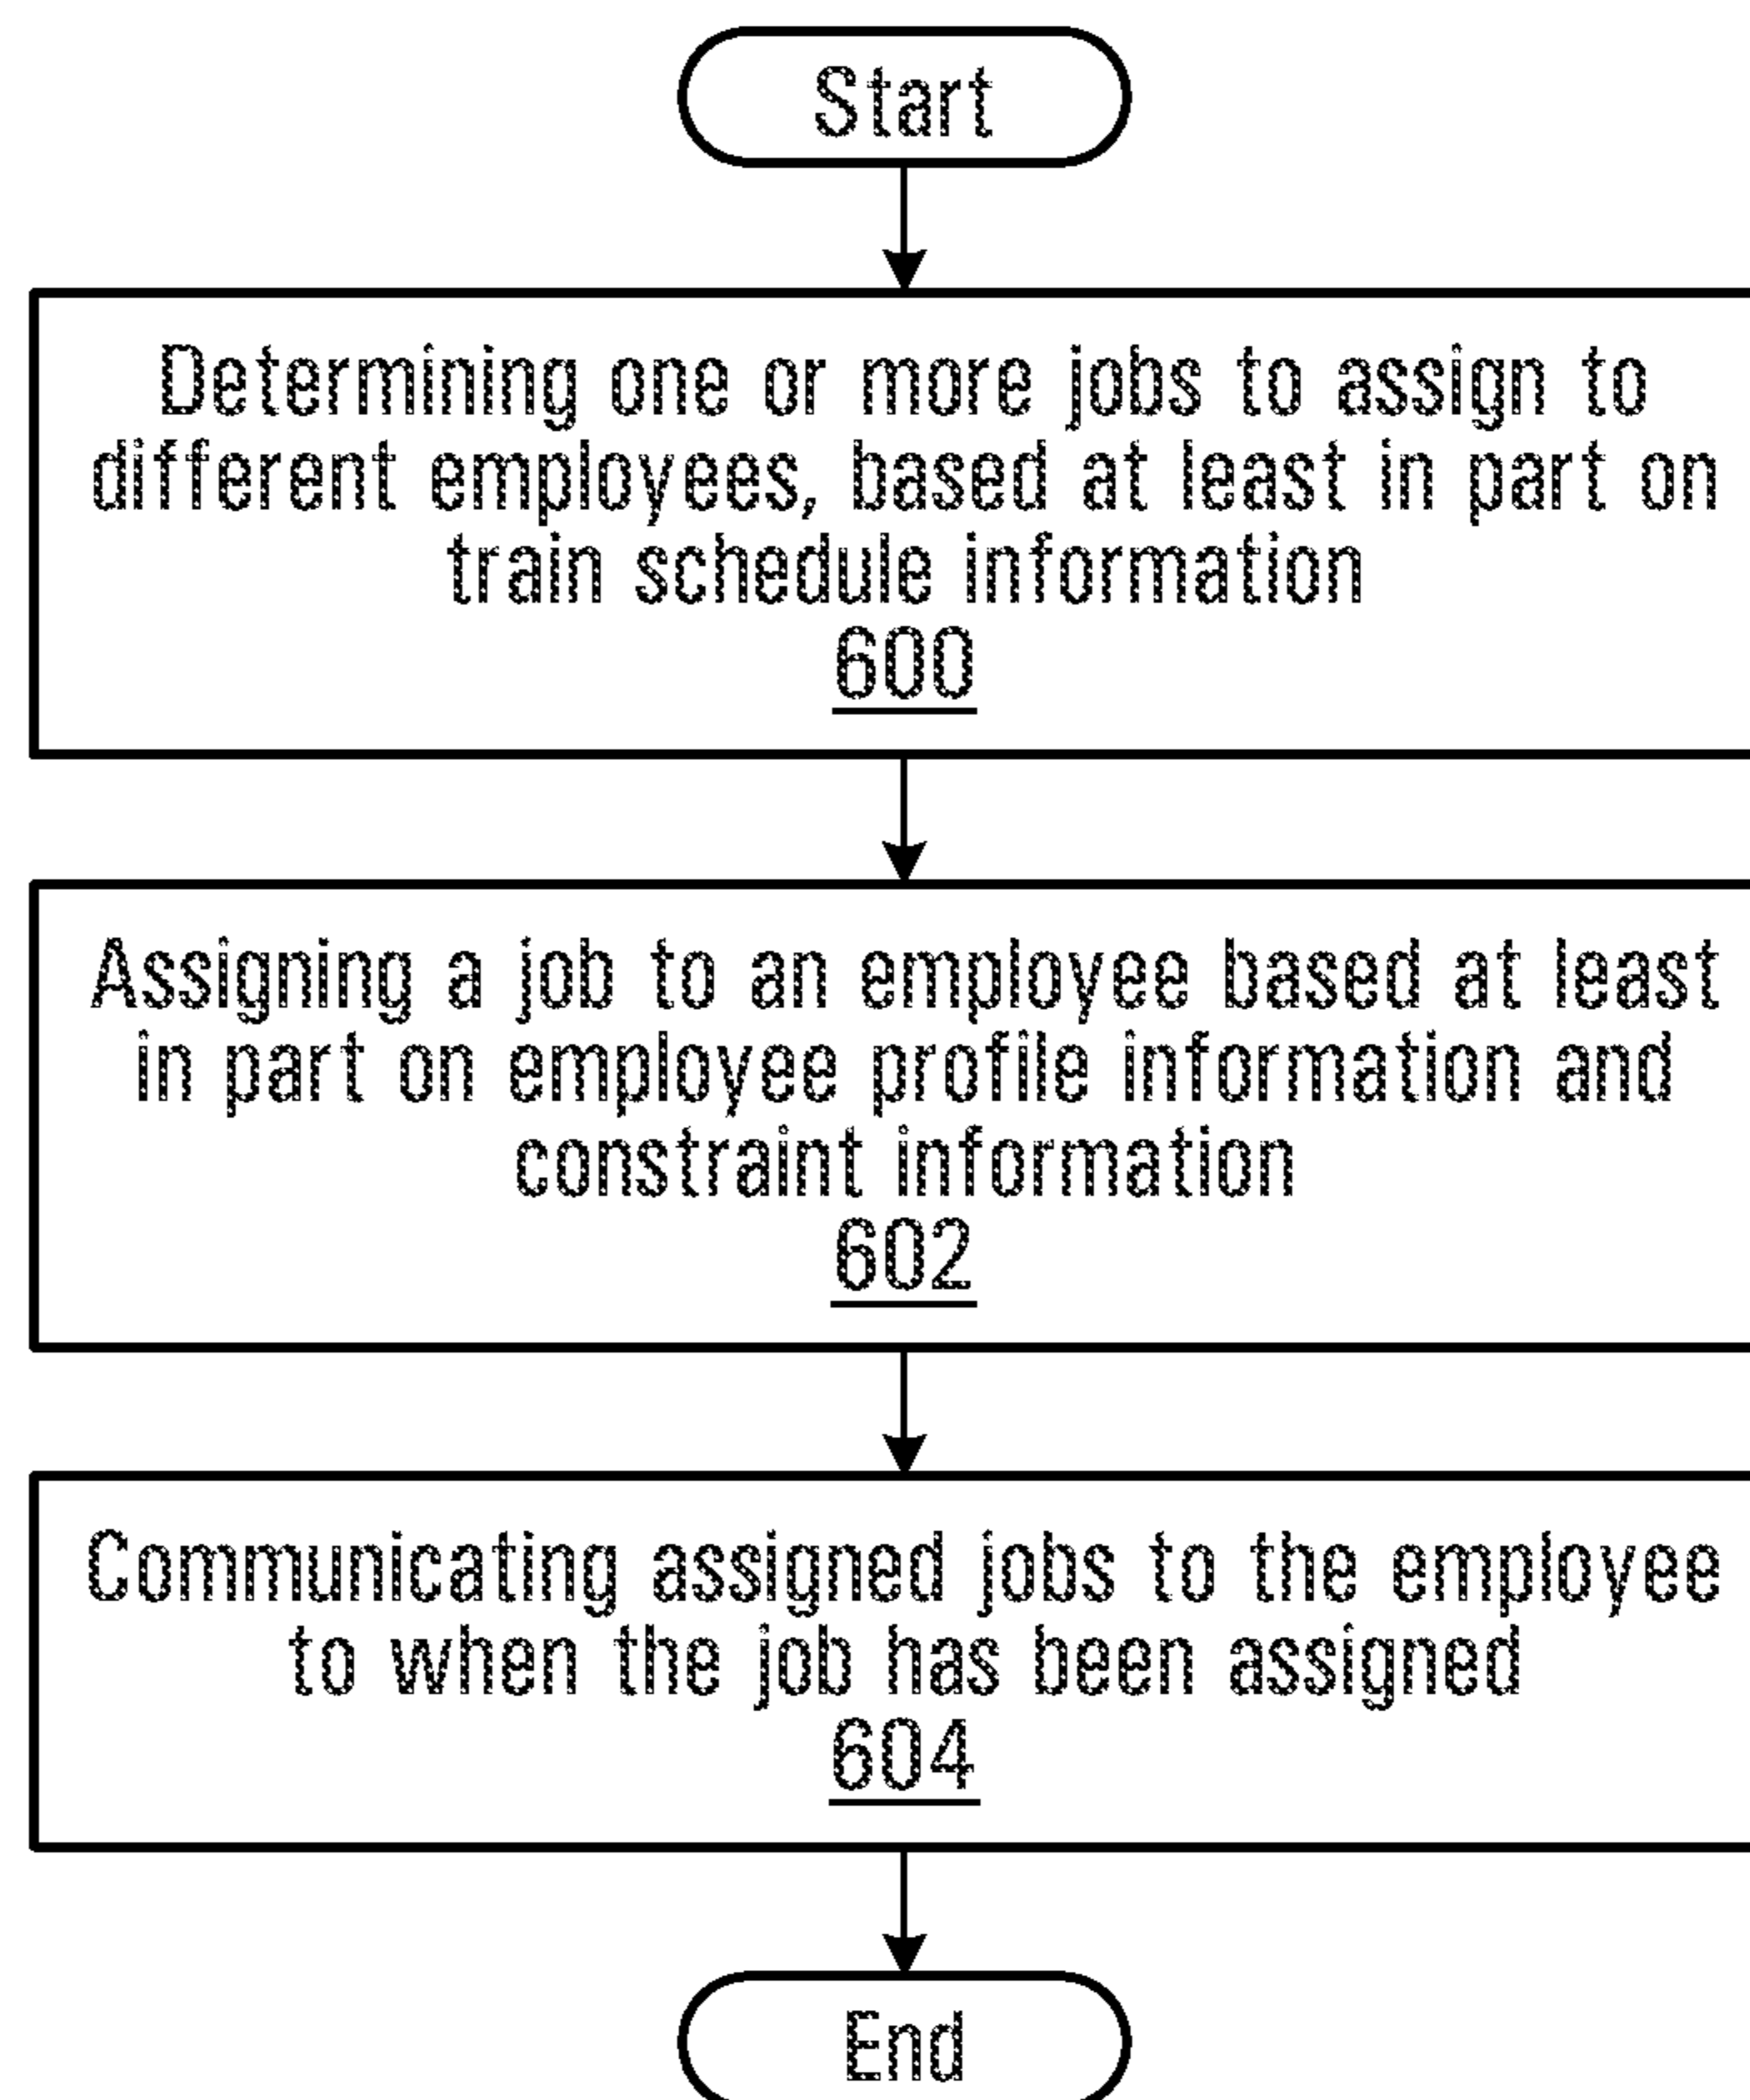 Start
Determining one or more jobs to assign to
different employees, based at least in part on
train schedule information
600
Assigning a job to an employee based at least
in part on employee profile information and
constraint information
602
Communicating assigned jobs to the employee
to when the job has been assigned
604
End